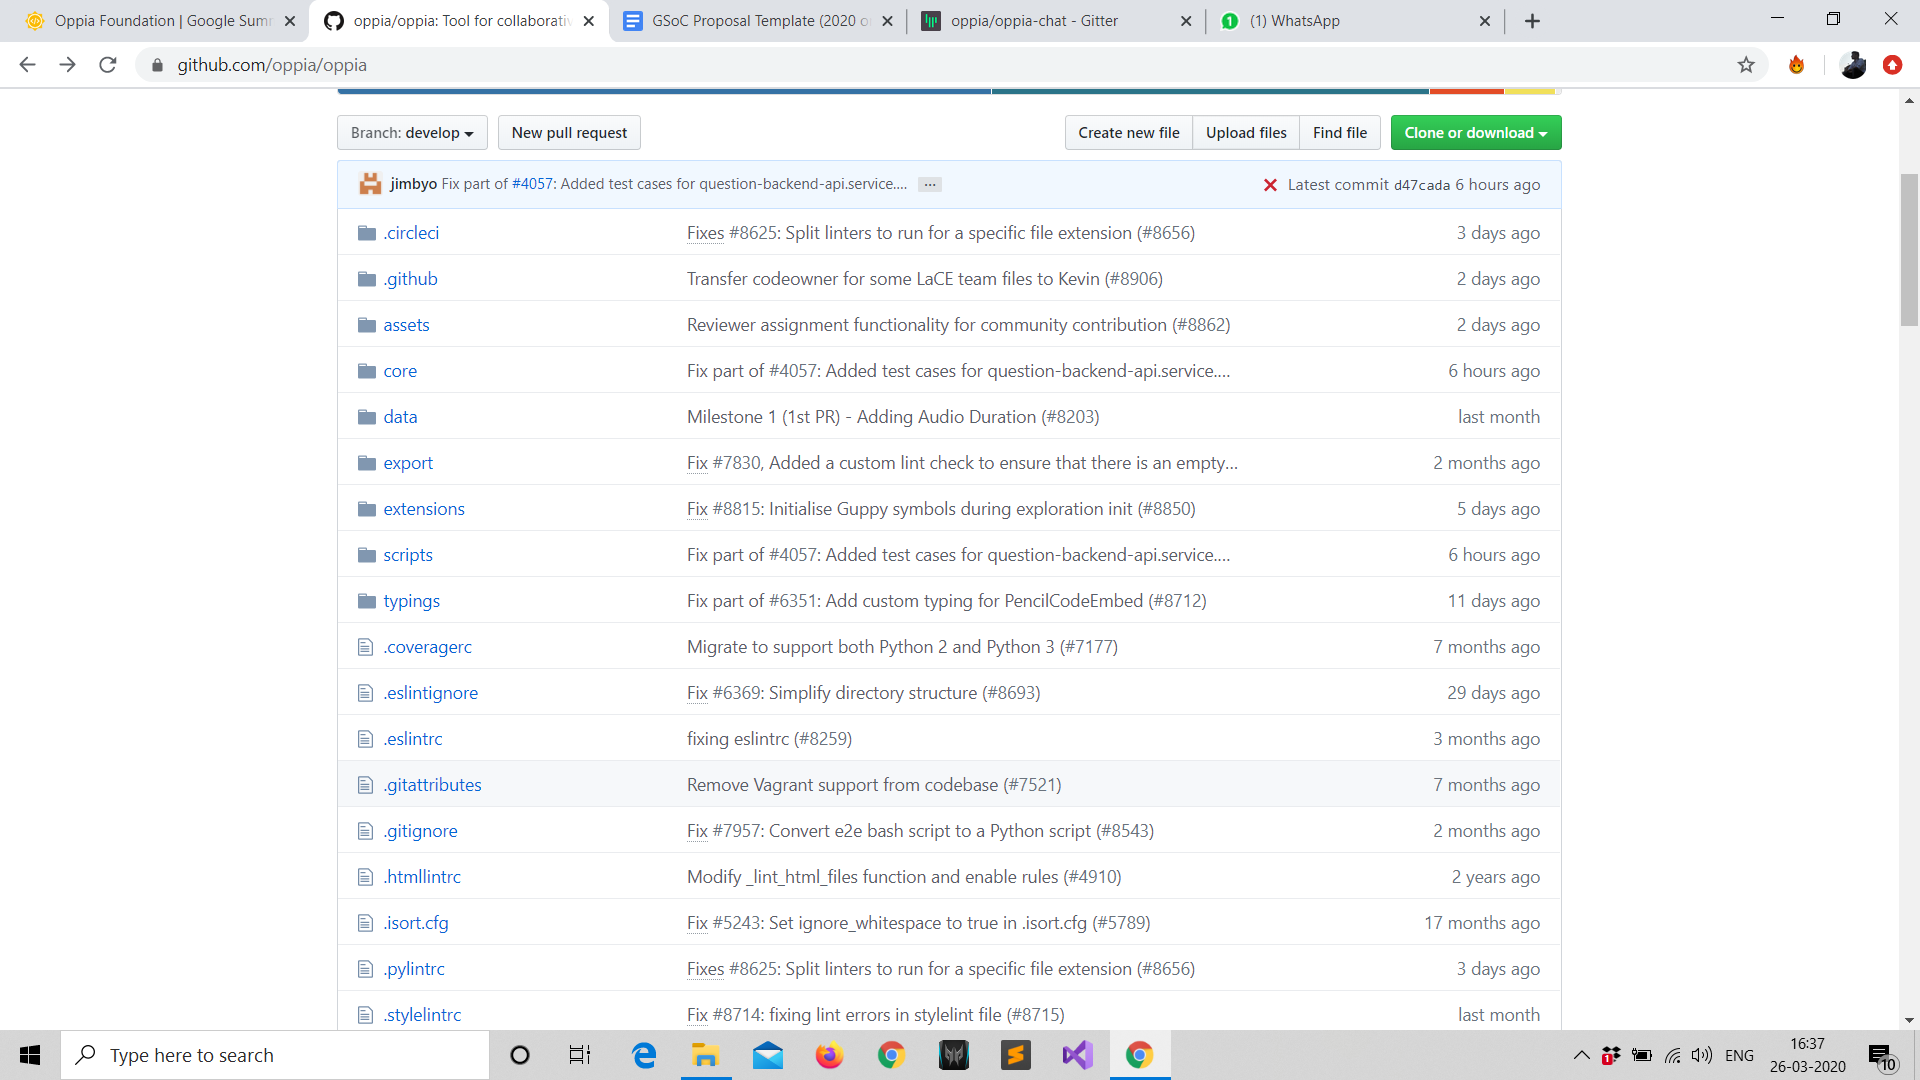 Oppia Foundation | Google Sum
oppia/oppia: Tool for collaborativ
GSoC Proposal Template (2020 o
oppia/oppia-chat - Gitter
(1) WhatsApp
github.com/oppia/oppia
Branch: develop
New pull request
Create new file
Upload files
Find file
Clone or download
jimbyo Fix part of #4057: Added test cases for question-backend-api.service.... ... Latest commit d47cada 6 hours ago
.circleci Fixes #8625: Split linters to run for a specific file extension (#8656) 3 days ago
.github Transfer codeowner for some LaCE team files to Kevin (#8906) 2 days ago
assets Reviewer assignment functionality for community contribution (#8862) 2 days ago
core Fix part of #4057: Added test cases for question-backend-api.service.... 6 hours ago
data Milestone 1 (1st PR) - Adding Audio Duration (#8203) last month
export Fix #7830, Added a custom lint check to ensure that there is an empty... 2 months ago
extensions Fix #8815: Initialise Guppy symbols during exploration init (#8850) 5 days ago
scripts Fix part of #4057: Added test cases for question-backend-api.service.... 6 hours ago
typings Fix part of #6351: Add custom typing for PencilCodeEmbed (#8712) 11 days ago
.coveragerc Migrate to support both Python 2 and Python 3 (#7177) 7 months ago
.eslintignore Fix #6369: Simplify directory structure (#8693) 29 days ago
.eslintrc fixing eslintrc (#8259) 3 months ago
.gitattributes Remove Vagrant support from codebase (#7521) 7 months ago
.gitignore Fix #7957: Convert e2e bash script to a Python script (#8543) 2 months ago
.htmllintrc Modify _lint_html_files function and enable rules (#4910) 2 years ago
.isort.cfg Fix #5243: Set ignore_whitespace to true in .isort.cfg (#5789) 17 months ago
.pylintrc Fixes #8625: Split linters to run for a specific file extension (#8656) 3 days ago
.stylelintrc Fix #8714: fixing lint errors in stylelint file (#8715) last month
Type here to search
1
ENG
16:37
26-03-2020
10